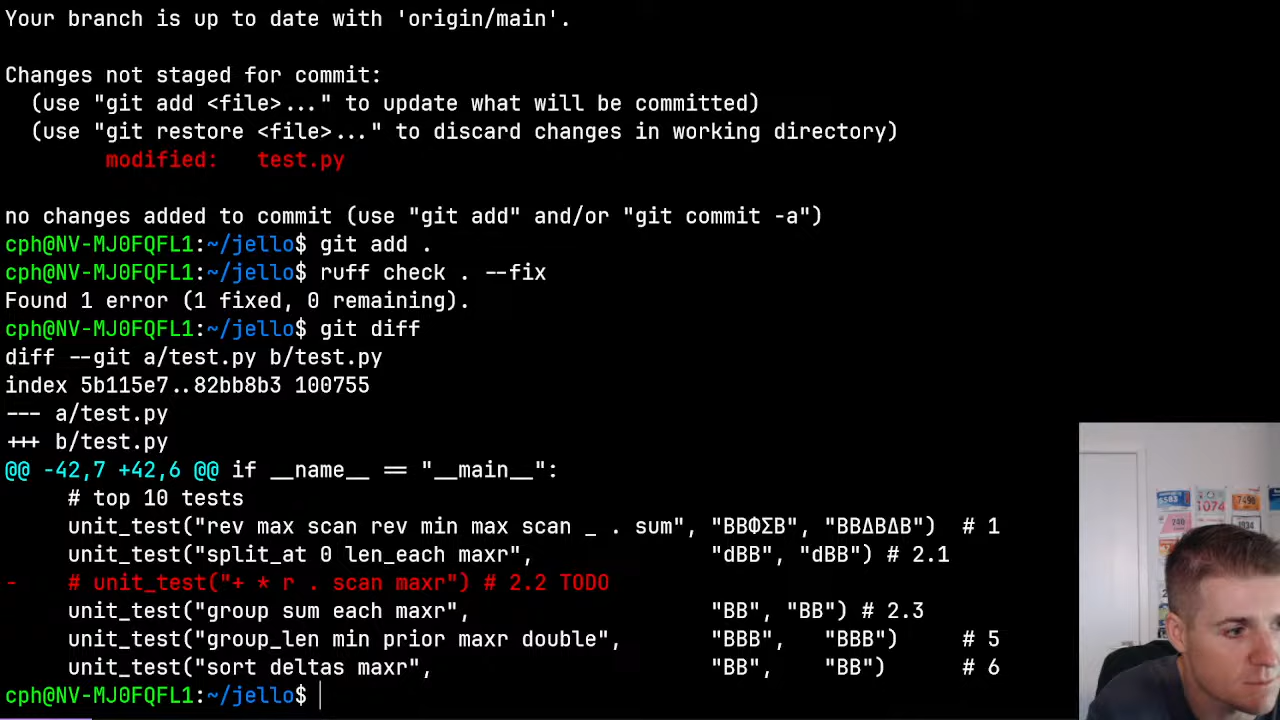 Your branch is up to date with 'origin/main'.
Changes not staged for commit:
  (use "git add <file>..." to update what will be committed)
  (use "git restore <file>..." to discard changes in working directory)
        modified:   test.py
no changes added to commit (use "git add" and/or "git commit -a")
cph@NV-MJ0FQFL1:~/jello$ git add .
cph@NV-MJ0FQFL1:~/jello$ ruff check . --fix
Found 1 error (1 fixed, 0 remaining).
cph@NV-MJ0FQFL1:~/jello$ git diff
diff --git a/test.py b/test.py
index 5b115e7..82bb8b3 100755
--- a/test.py
+++ b/test.py
@@ -42,7 +42,6 @@ if __name__ == "__main__":
     # top 10 tests
     unit_test("rev max scan rev min max scan _ . sum", "BBΦΣB", "BBΔBΔB")  # 1
     unit_test("split_at 0 len_each maxr",              "dBB", "dBB") # 2.1
-    # unit_test("+ * r . scan maxr") # 2.2 TODO
     unit_test("group sum each maxr",                   "BB", "BB") # 2.3
     unit_test("group_len min prior maxr double",       "BBB",   "BBB")     # 5
     unit_test("sort deltas maxr",                      "BB",    "BB")      # 6
cph@NV-MJ0FQFL1:~/jello$
1074
7496
1034